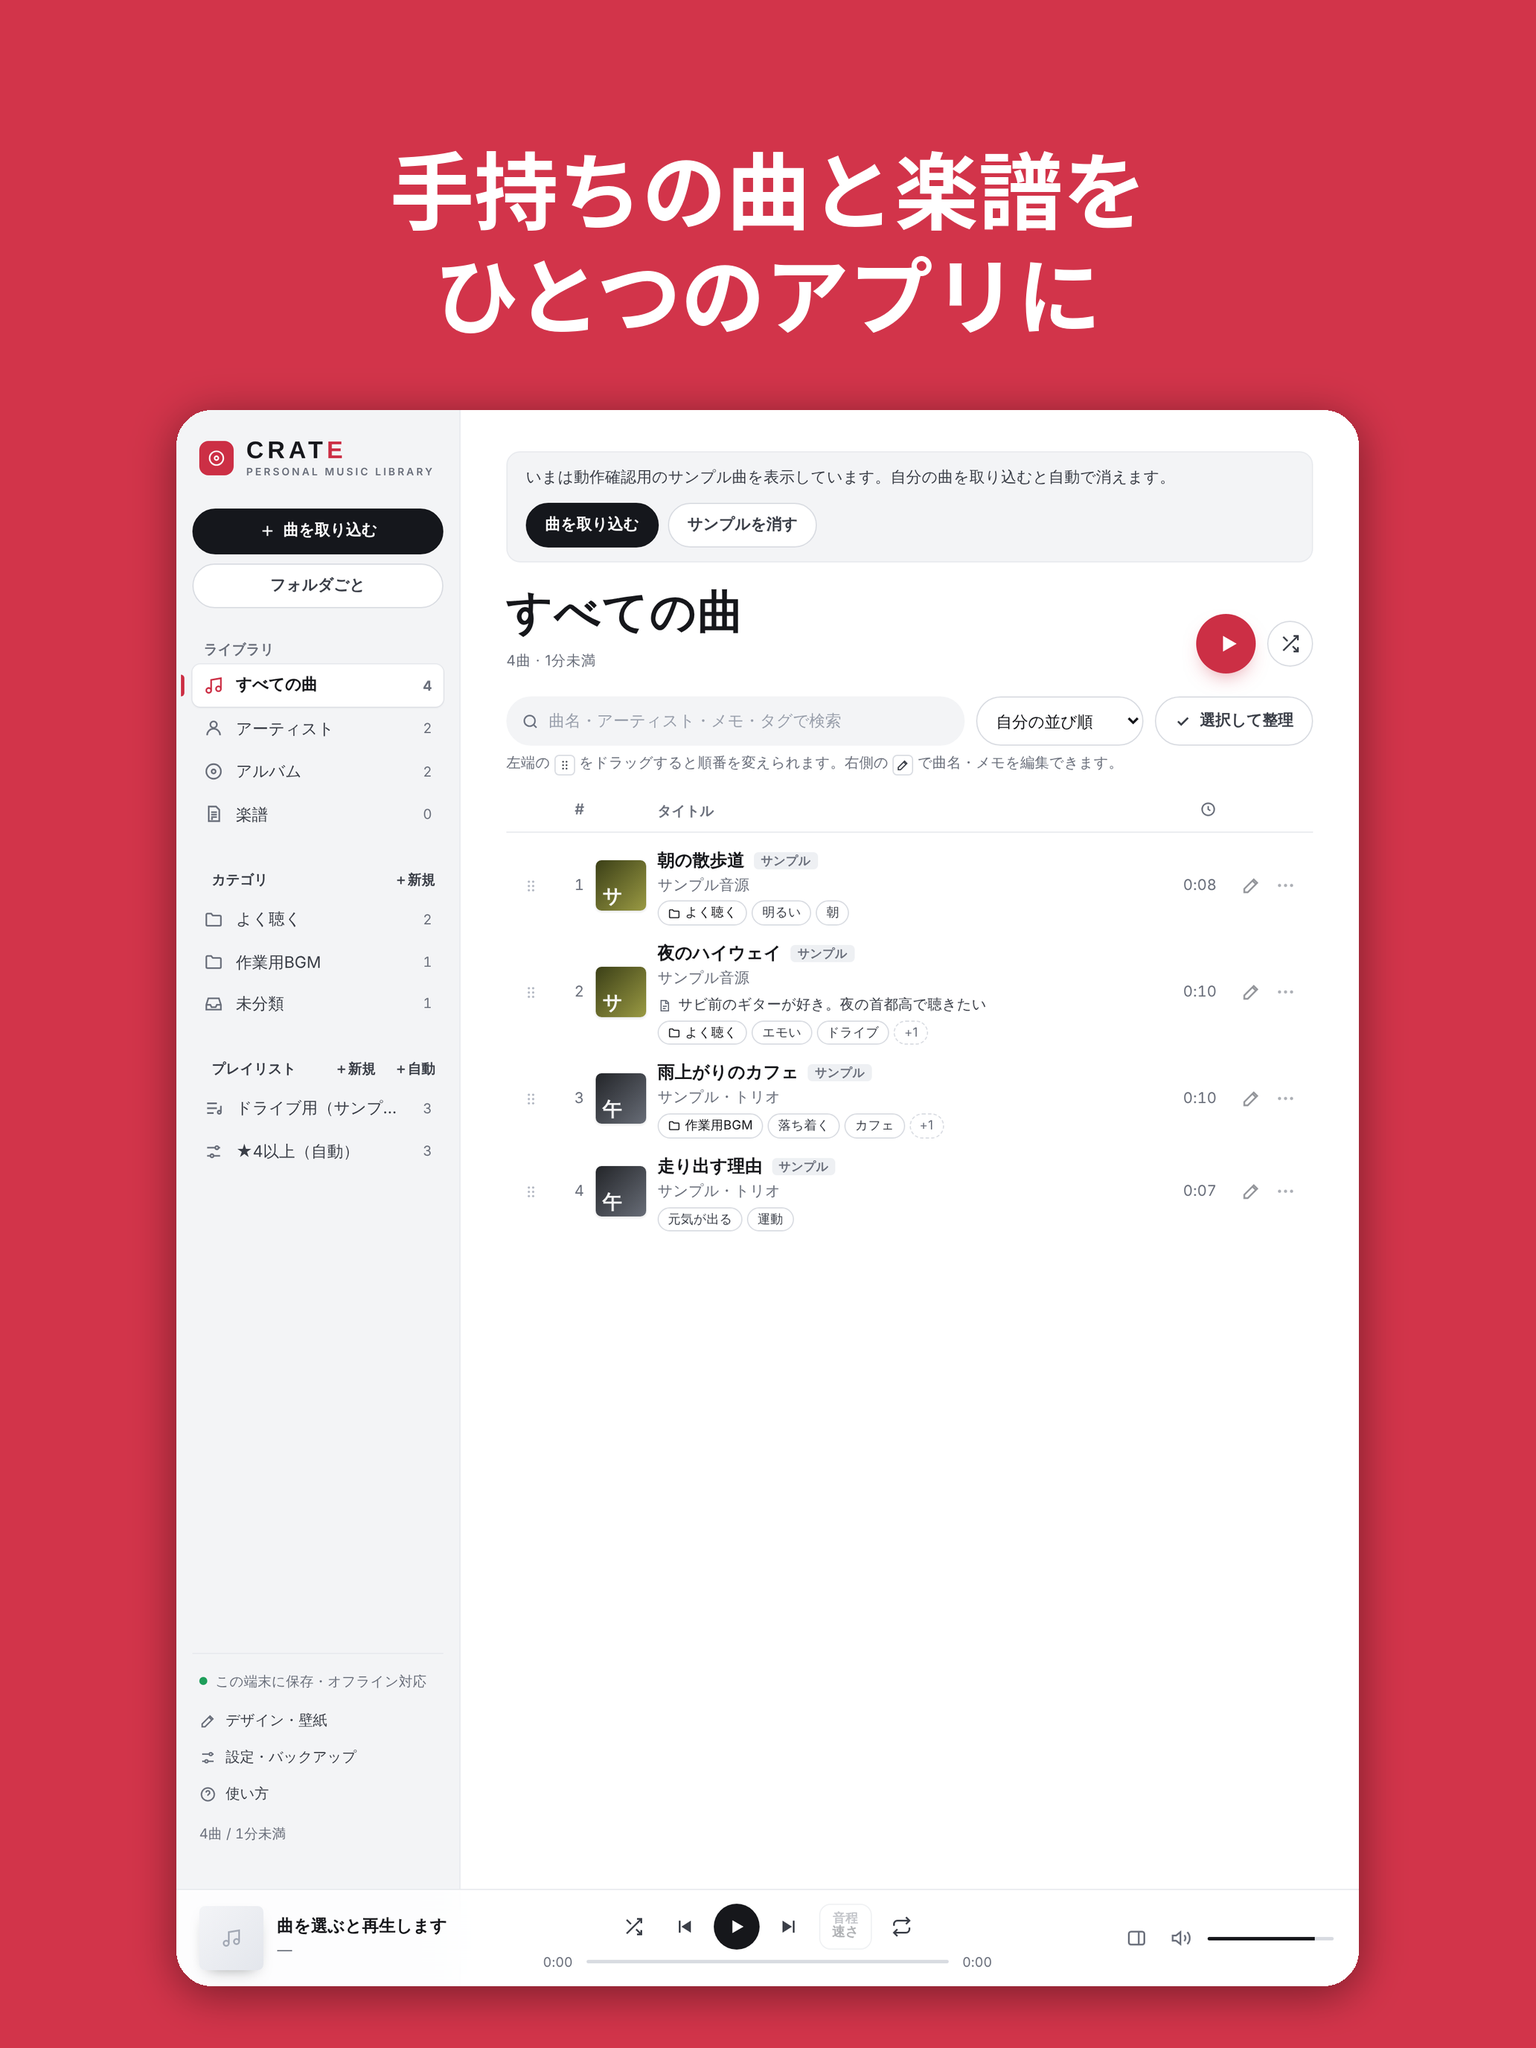 手持ちの曲と楽譜を
ひとつのアプリに
CRATE
PERSONAL MUSIC LIBRARY
＋ 曲を取り込む
フォルダごと
ライブラリ
すべての曲 4
アーティスト 2
アルバム 2
楽譜 0
カテゴリ ＋新規
よく聴く 2
作業用BGM 1
未分類 1
プレイリスト ＋新規 ＋自動
ドライブ用（サンプ... 3
★4以上（自動） 3
この端末に保存・オフライン対応
デザイン・壁紙
設定・バックアップ
使い方
4曲 / 1分未満
いまは動作確認用のサンプル曲を表示しています。自分の曲を取り込むと自動で消えます。
曲を取り込む サンプルを消す
すべての曲
4曲・1分未満
曲名・アーティスト・メモ・タグで検索 自分の並び順 選択して整理
左端の をドラッグすると順番を変えられます。右側の で曲名・メモを編集できます。
# タイトル
朝の散歩道 サンプル
1 サ サンプル音源 0:08
よく聴く 明るい 朝
夜のハイウェイ サンプル
サンプル音源
2 サ 0:10
サビ前のギターが好き。夜の首都高で聴きたい
よく聴く エモい ドライブ +1
雨上がりのカフェ サンプル
3 午 サンプル・トリオ 0:10
作業用BGM 落ち着く カフェ +1
走り出す理由 サンプル
4 午 サンプル・トリオ 0:07
元気が出る 運動
曲を選ぶと再生します
—
音程
速さ
0:00 0:00